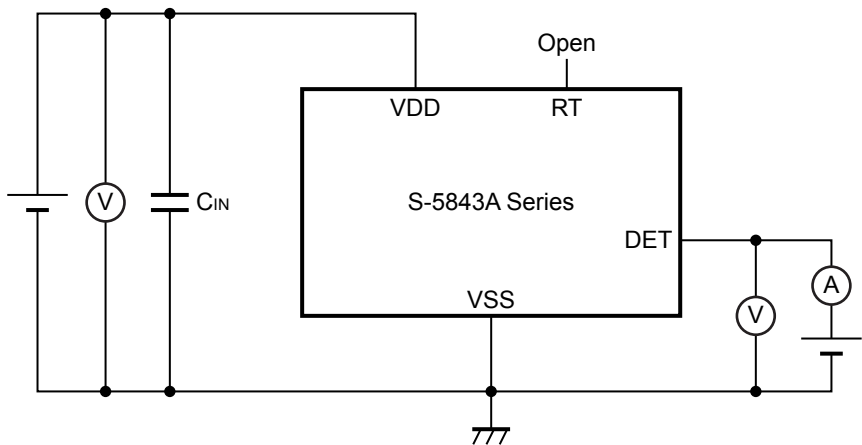 Open
VDD
RT
V
CIN
S-5843A Series
DET
A
VSS
V